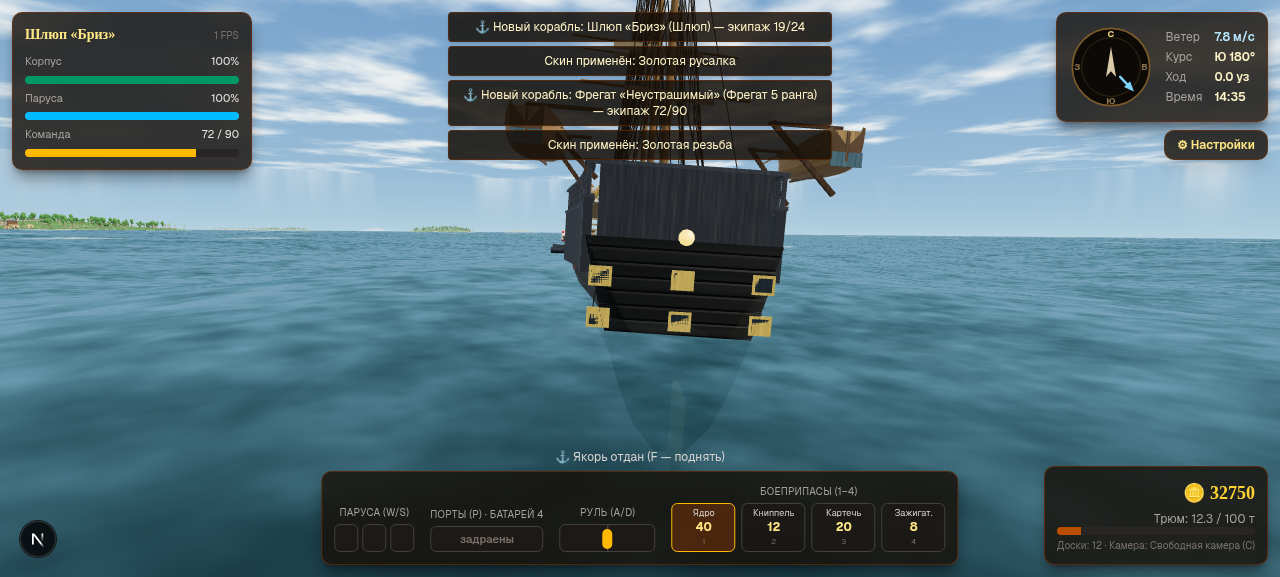 Шлюп «Бриз»
1 FPS
Корпус 100%
Паруса 100%
Команда 72 / 90
⚓ Новый корабль: Шлюп «Бриз» (Шлюп) — экипаж 19/24
Скин применён: Золотая русалка
⚓ Новый корабль: Фрегат «Неустрашимый» (Фрегат 5 ранга)
— экипаж 72/90
Скин применён: Золотая резьба
С
З
В
Ю
Ветер 7.8 м/с
Курс Ю 180°
Ход 0.0 уз
Время 14:35
⚙ Настройки
⚓ Якорь отдан (F — поднять)
ПАРУСА (W/S)
ПОРТЫ (P) · БАТАРЕЙ 4
задраены
РУЛЬ (A/D)
БОЕПРИПАСЫ (1–4)
Ядро
40
1
Книппель
12
2
Картечь
20
3
Зажигат.
8
4
N
🪙 32750
Трюм: 12.3 / 100 т
Доски: 12 · Камера: Свободная камера (C)